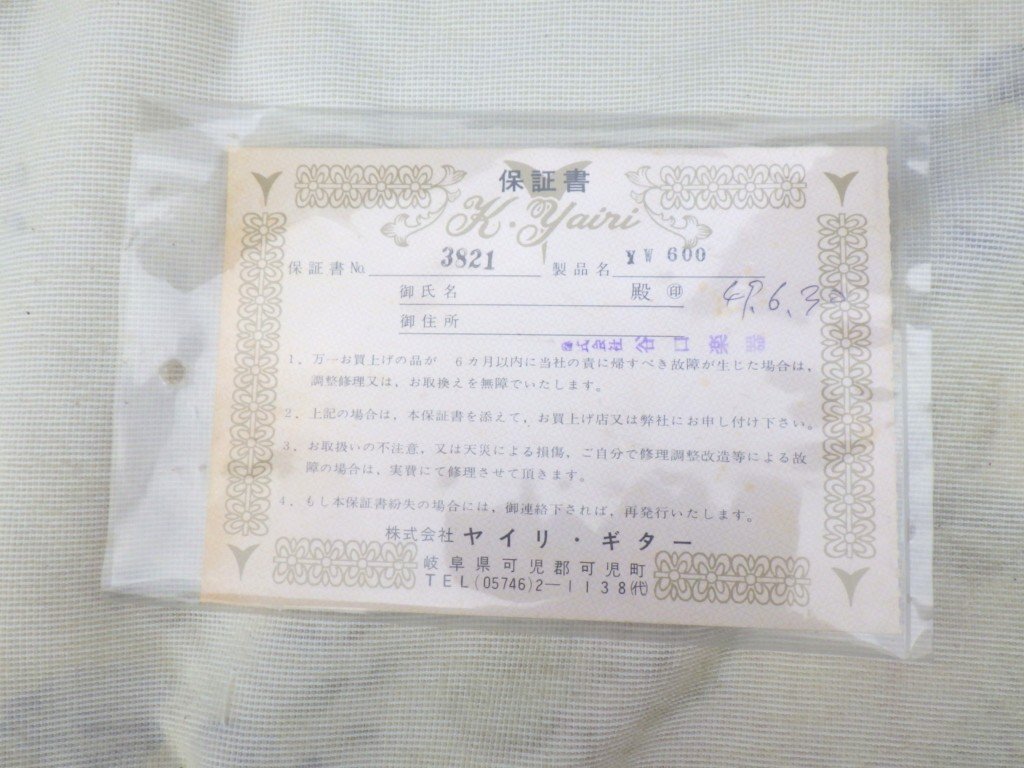 保証書
K. Yairi
保証書No. 3821 製品名 YW 600
御氏名 殿 ㊞ 49.6.30
御住所
株式会社 谷口楽器
1. 万一お買上げの品が 6カ月以内に当社の責に帰すべき故障が生じた場合は,
調整修理又は、お取換えを無障でいたします。
2. 上記の場合は, 本保証書を添えて, お買上げ店又は弊社にお申し付け下さい。
3. お取扱いの不注意, 又は天災による損傷, ご自分で修理調整改造等による故
障の場合は, 実費にて修理させて頂きます。
4. もし本保証書紛失の場合には, 御連絡下されば, 再発行いたします。
株式会社 ヤイリ・ギター
岐阜県可児郡可児町
TEL(05746)2―1138(代)